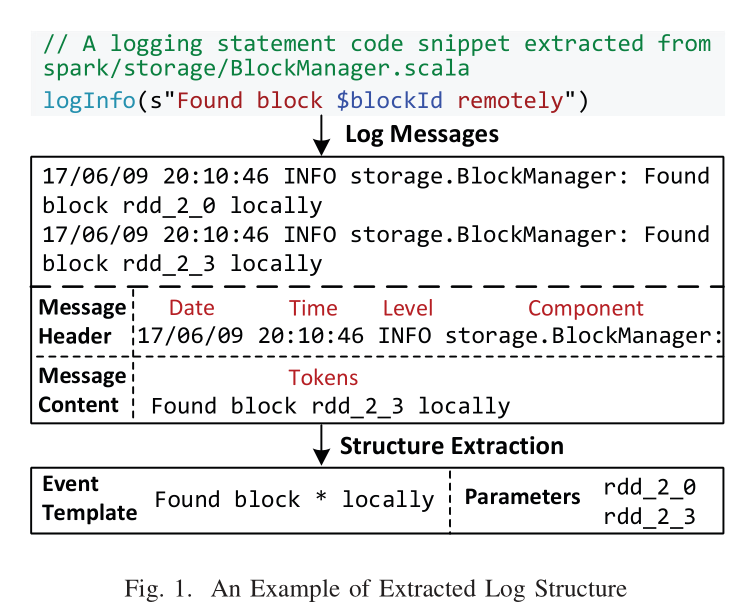 // A logging statement code snippet extracted from
spark/storage/BlockManager.scala
logInfo(s"Found block $blockId remotely")
Log Messages
17/06/09 20:10:46 INFO storage.BlockManager: Found
block rdd_2_0 locally
17/06/09 20:10:46 INFO storage.BlockManager: Found
block rdd_2_3 locally
Message Header
Date Time Level Component
17/06/09 20:10:46 INFO storage.BlockManager:
Message Content
Tokens
Found block rdd_2_3 locally
Structure Extraction
Event Template
Found block * locally
Parameters
rdd_2_0
rdd_2_3
Fig. 1. An Example of Extracted Log Structure